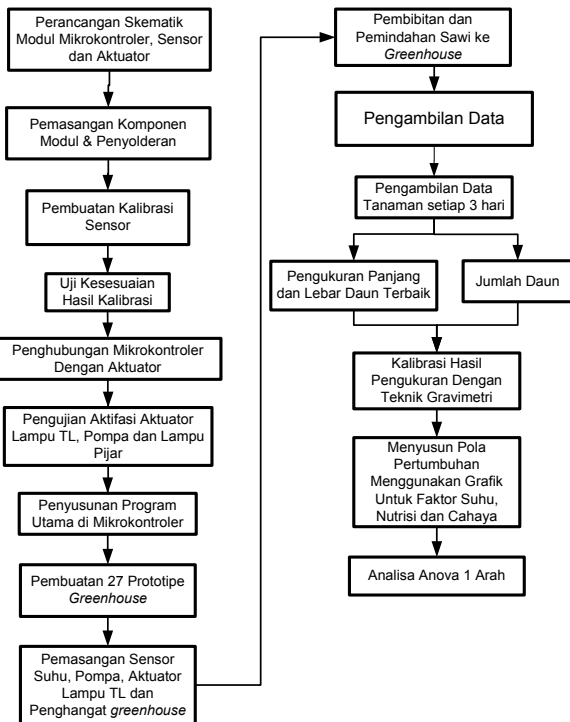 Perancangan Skematik
Modul Mikrokontroler, Sensor
dan Aktuator
Pemasangan Komponen
Modul & Penyolderan
Pembuatan Kalibrasi
Sensor
Uji Kesesuaian
Hasil Kalibrasi
Penghubungan Mikrokontroler
Dengan Aktuator
Pengujian Aktifasi Aktuator
Lampu TL, Pompa dan Lampu
Pijar
Penyusunan Program
Utama di Mikrokontroler
Pembuatan 27 Prototipe
Greenhouse
Pemasangan Sensor
Suhu, Pompa, Aktuator
Lampu TL dan
Penghangat greenhouse
Pembibitan dan
Pemindahan Sawi ke
Greenhouse
Pengambilan Data
Pengambilan Data
Tanaman setiap 3 hari
Pengukuran Panjang
dan Lebar Daun Terbaik
Jumlah Daun
Kalibrasi Hasil
Pengukuran Dengan
Teknik Gravimetri
Menyusun Pola
Pertumbuhan
Menggunakan Grafik
Untuk Faktor Suhu,
Nutrisi dan Cahaya
Analisa Anova 1 Arah